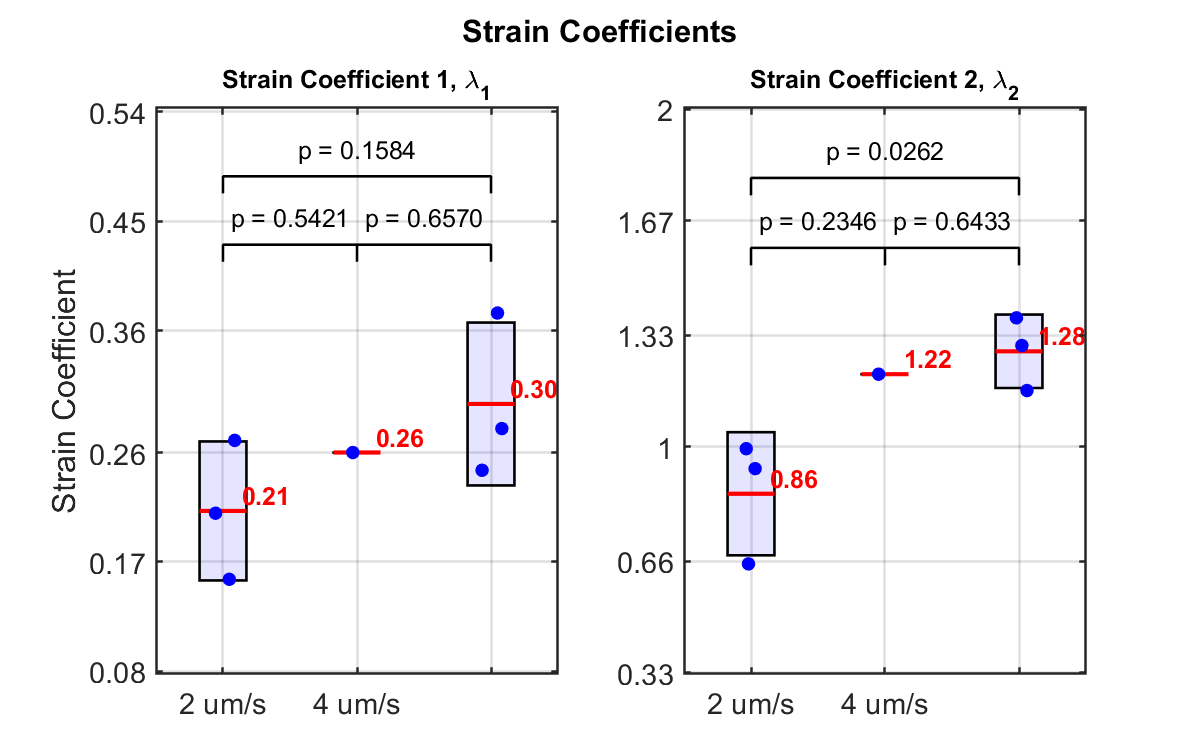 Strain Coefficients
Strain Coefficient 1, λ1
Strain Coefficient
0.54
0.45
0.36
0.26
0.17
0.08
p = 0.1584
p = 0.5421
p = 0.6570
0.21
0.26
0.30
2 um/s
4 um/s
Strain Coefficient 2, λ2
2
1.67
1.33
1
0.66
0.33
p = 0.0262
p = 0.2346
p = 0.6433
0.86
1.22
1.28
2 um/s
4 um/s